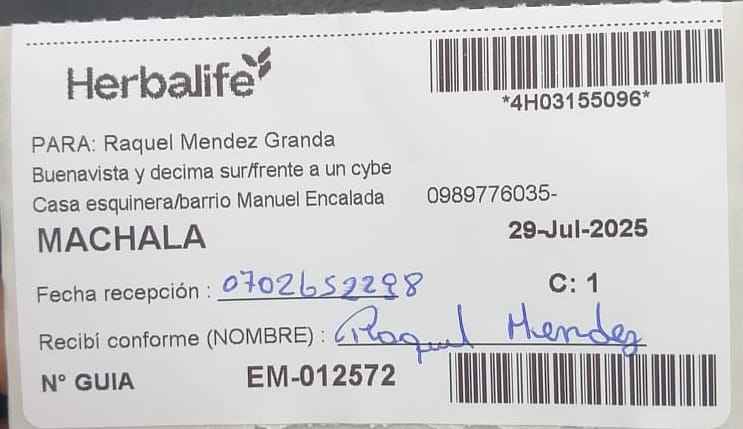 Herbalife
*4H03155096*
PARA: Raquel Mendez Granda
Buenavista y decima sur/frente a un cybe
Casa esquinera/barrio Manuel Encalada 0989776035-
MACHALA 29-Jul-2025
Fecha recepción : 0702652298 C: 1
Recibí conforme (NOMBRE) : Raquel Mendez
N° GUIA EM-012572